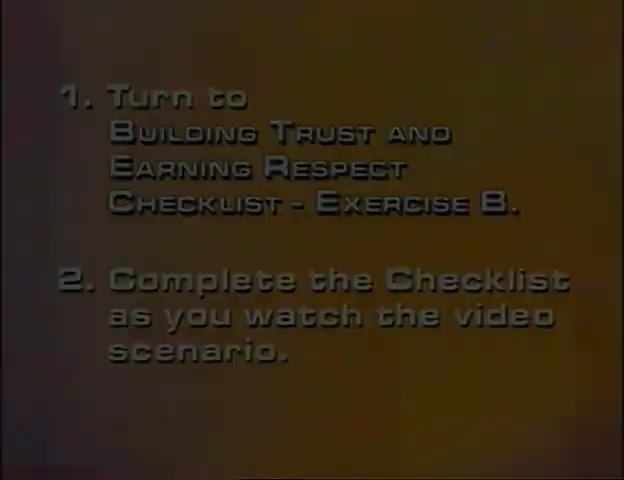 1. Turn to
BUILDING TRUST AND
EARNING RESPECT
CHECKLIST - EXERCISE B.
2. Complete the Checklist
as you watch the video
scenario.